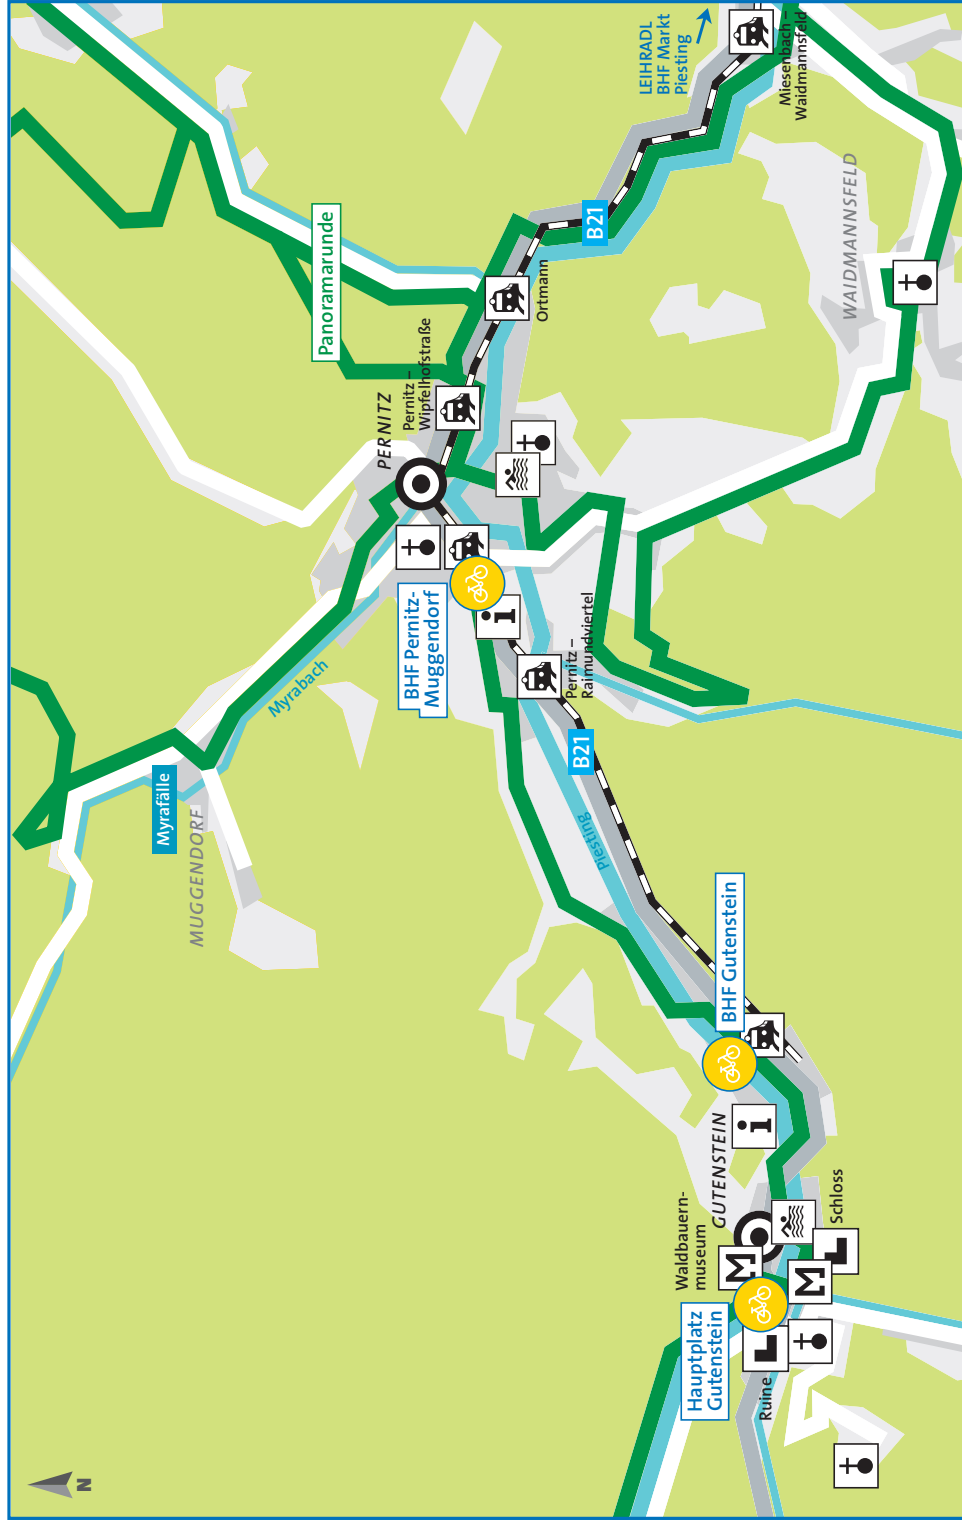 LEIHRADL
BHF Markt
Piesting
Miesenbach –
Waidmannsfeld
B21
WAIDMANNSFELD
Panoramarunde
Ortmann
Pernitz –
Wipfelhofstraße
PERNITZ
BHF Pernitz-
Muggendorf
i
Pernitz –
Raimundviertel
Myrabach
Myrafälle
MUGGENDORF
B21
Piesting
BHF Gutenstein
i
GUTENSTEIN
Waldbauern-
museum
M
M
Schloss
Hauptplatz
Gutenstein
Ruine
N